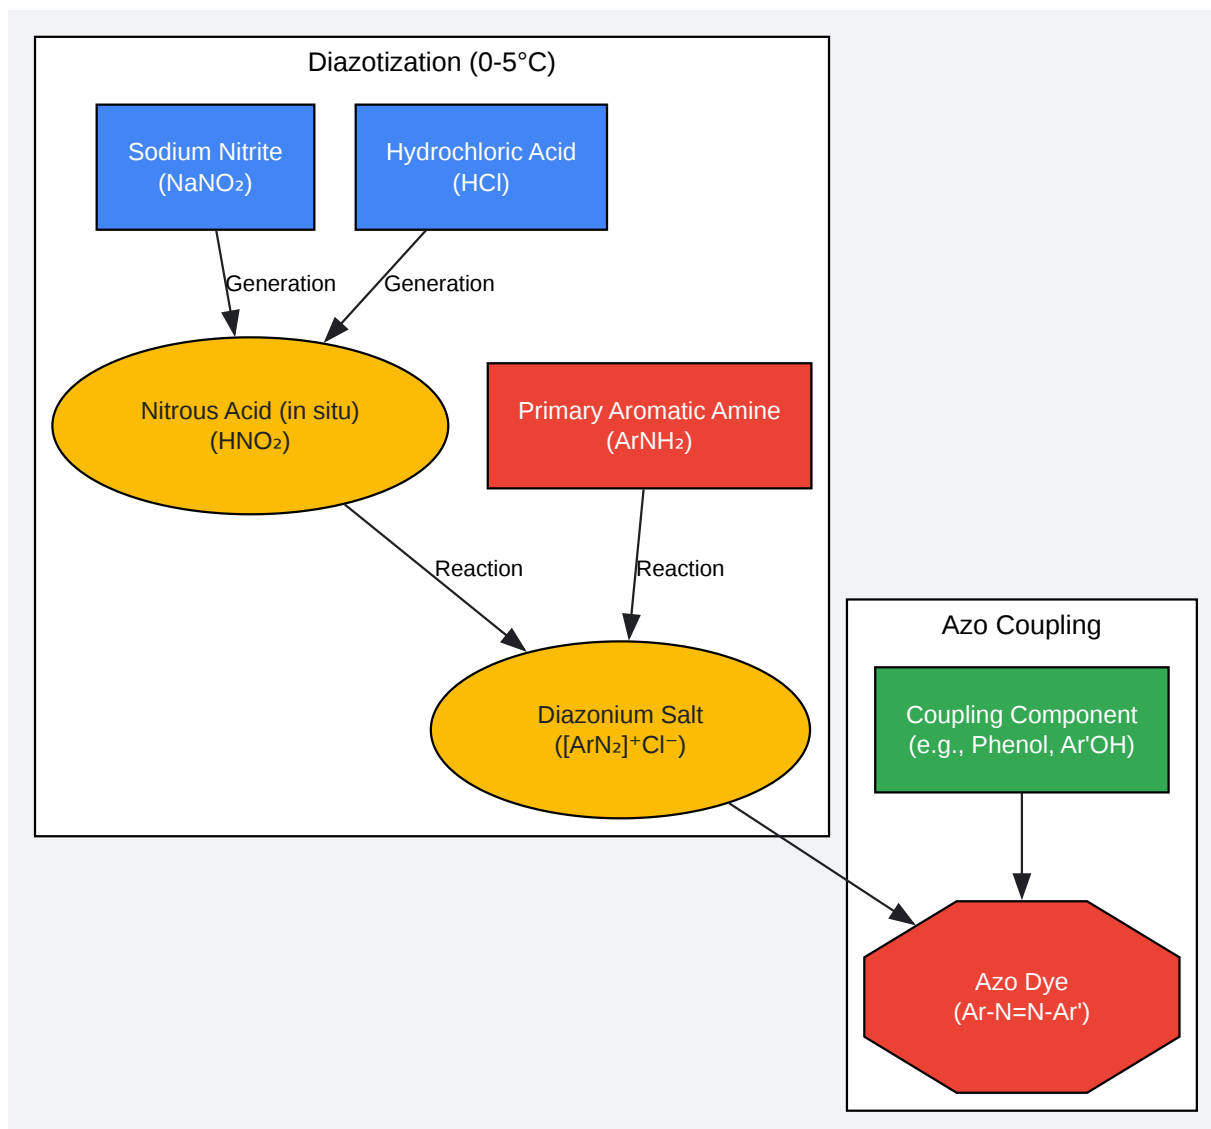 Diazotization (0-5°C)
Sodium Nitrite
(NaNO₂)
Hydrochloric Acid
(HCl)
Generation
Generation
Nitrous Acid (in situ)
(HNO₂)
Primary Aromatic Amine
(ArNH₂)
Reaction
Reaction
Diazonium Salt
([ArN₂]⁺Cl⁻)
Azo Coupling
Coupling Component
(e.g., Phenol, Ar'OH)
Azo Dye
(Ar-N=N-Ar')